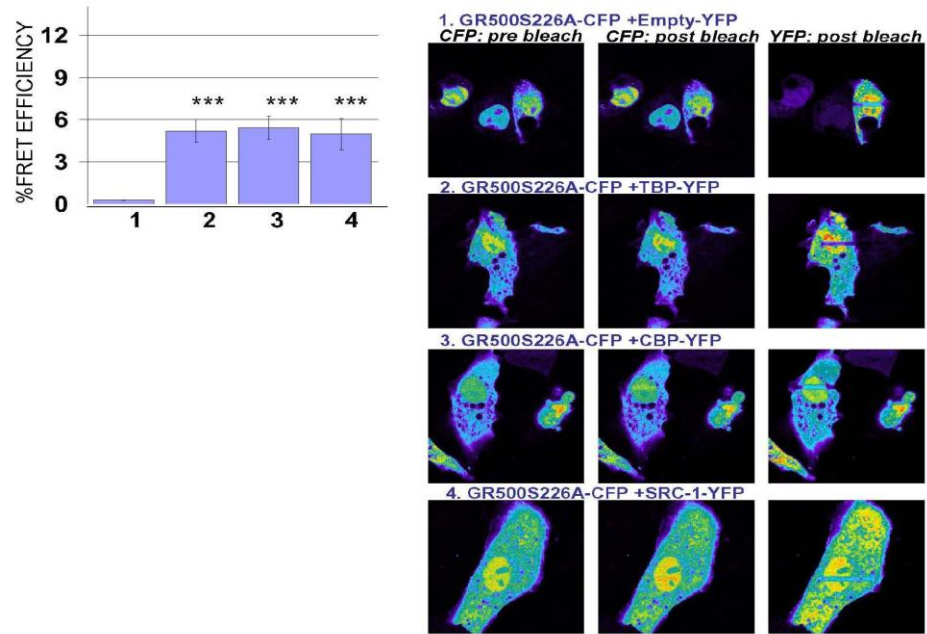 %FRET EFFICIENCY
12
9
6
3
0
*** *** ***
1 2 3 4
1. GR500S226A-CFP +Empty-YFP
CFP: pre bleach CFP: post bleach YFP: post bleach
2. GR500S226A-CFP +TBP-YFP
3. GR500S226A-CFP +CBP-YFP
4. GR500S226A-CFP +SRC-1-YFP